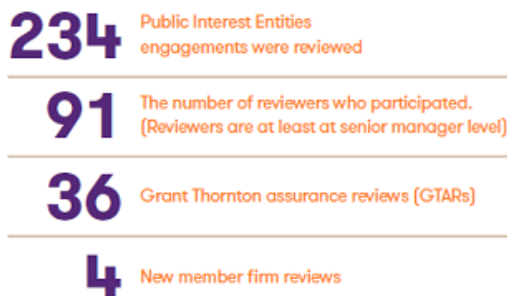 234
Public Interest Entities
engagements were reviewed
91
The number of reviewers who participated.
(Reviewers are at least at senior manager level)
36
Grant Thornton assurance reviews (GTARs)
4
New member firm reviews